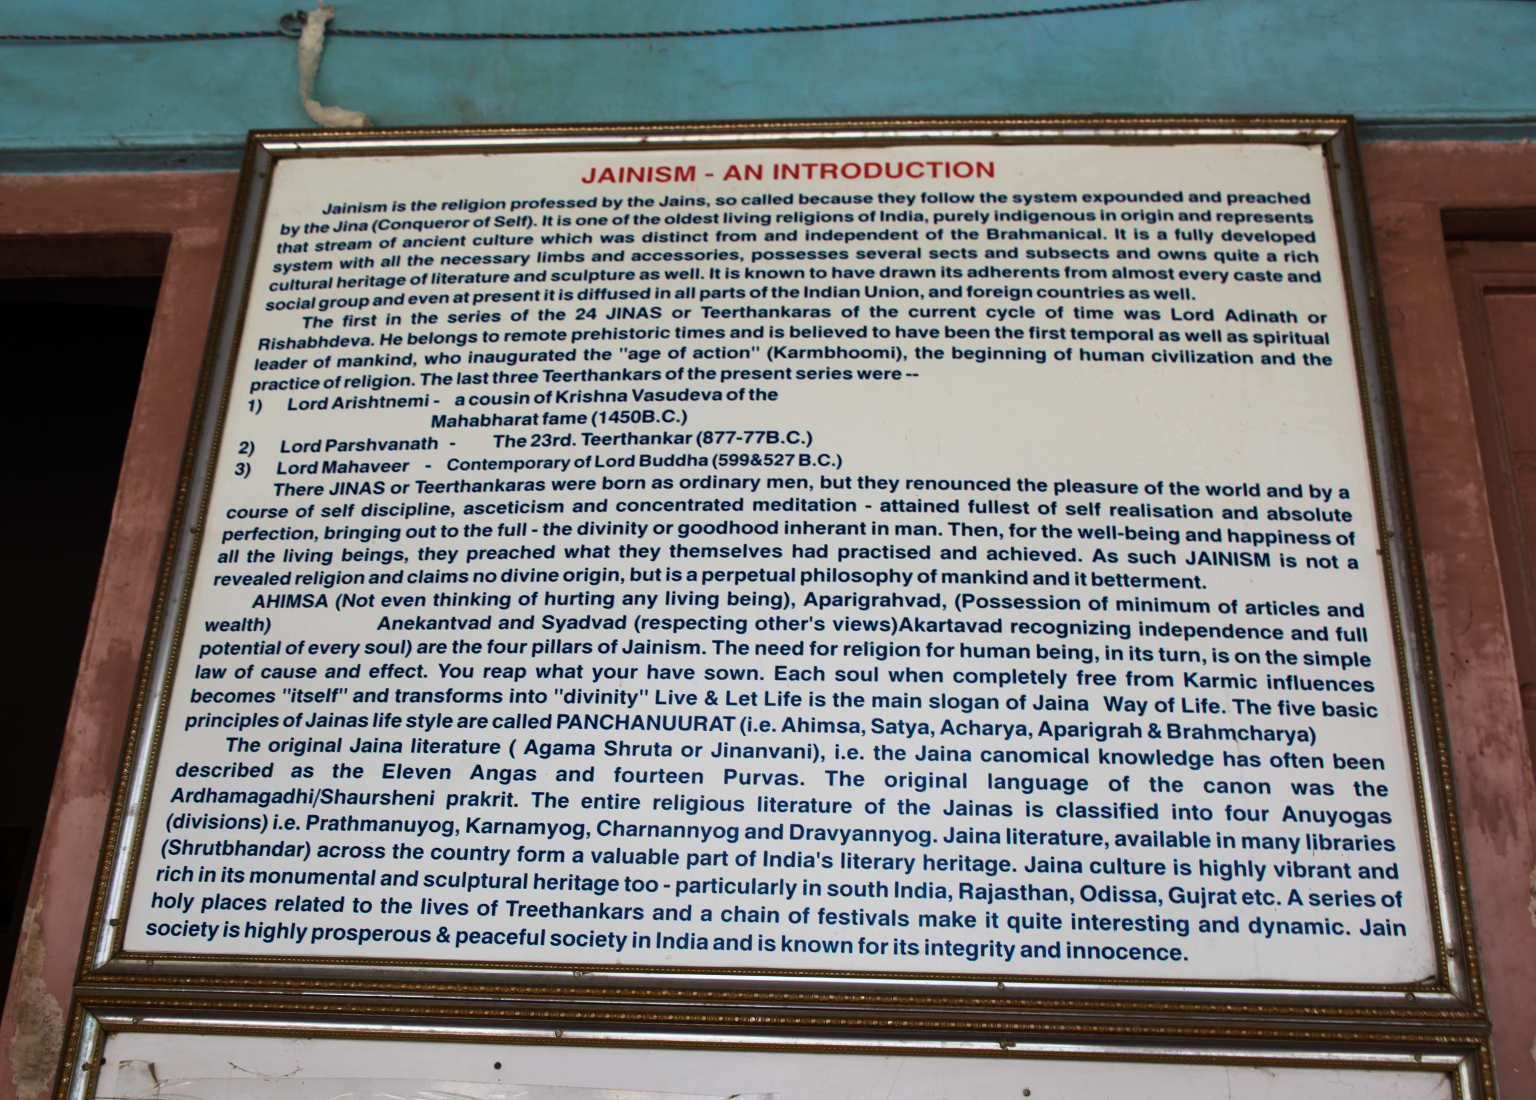 JAINISM - AN INTRODUCTION
Jainism is the religion professed by the Jains, so called because they follow the system expounded and preached
by the Jina (Conqueror of Self). It is one of the oldest living religions of India, purely indigenous in origin and represents
that stream of ancient culture which was distinct from and independent of the Brahmanical. It is a fully developed
system with all the necessary limbs and accessories, possesses several sects and subsects and owns quite a rich
cultural heritage of literature and sculpture as well. It is known to have drawn its adherents from almost every caste and
social group and even at present it is diffused in all parts of the Indian Union, and foreign countries as well.
The first in the series of the 24 JINAS or Teerthankaras of the current cycle of time was Lord Adinath or
Rishabhdeva. He belongs to remote prehistoric times and is believed to have been the first temporal as well as spiritual
leader of mankind, who inaugurated the "age of action" (Karmbhoomi), the beginning of human civilization and the
practice of religion. The last three Teerthankars of the present series were --
1) Lord Arishtnemi - a cousin of Krishna Vasudeva of the
Mahabharat fame (1450B.C.)
2) Lord Parshvanath - The 23rd. Teerthankar (877-77B.C.)
3) Lord Mahaveer - Contemporary of Lord Buddha (599&527 B.C.)
There JINAS or Teerthankaras were born as ordinary men, but they renounced the pleasure of the world and by a
course of self discipline, asceticism and concentrated meditation - attained fullest of self realisation and absolute
perfection, bringing out to the full - the divinity or goodhood inherant in man. Then, for the well-being and happiness of
all the living beings, they preached what they themselves had practised and achieved. As such JAINISM is not a
revealed religion and claims no divine origin, but is a perpetual philosophy of mankind and it betterment.
AHIMSA (Not even thinking of hurting any living being), Aparigrahvad, (Possession of minimum of articles and
wealth) Anekantvad and Syadvad (respecting other's views)Akartavad recognizing independence and full
potential of every soul) are the four pillars of Jainism. The need for religion for human being, in its turn, is on the simple
law of cause and effect. You reap what your have sown. Each soul when completely free from Karmic influences
becomes "itself" and transforms into "divinity" Live & Let Life is the main slogan of Jaina Way of Life. The five basic
principles of Jainas life style are called PANCHANUURAT (i.e. Ahimsa, Satya, Acharya, Aparigrah & Brahmcharya)
The original Jaina literature ( Agama Shruta or Jinanvani), i.e. the Jaina canomical knowledge has often been
described as the Eleven Angas and fourteen Purvas. The original language of the canon was the
Ardhamagadhi/Shaursheni prakrit. The entire religious literature of the Jainas is classified into four Anuyogas
(divisions) i.e. Prathmanuyog, Karnamyog, Charnannyog and Dravyannyog. Jaina literature, available in many libraries
(Shrutbhandar) across the country form a valuable part of India's literary heritage. Jaina culture is highly vibrant and
rich in its monumental and sculptural heritage too - particularly in south India, Rajasthan, Odissa, Gujrat etc. A series of
holy places related to the lives of Treethankars and a chain of festivals make it quite interesting and dynamic. Jain
society is highly prosperous & peaceful society in India and is known for its integrity and innocence.